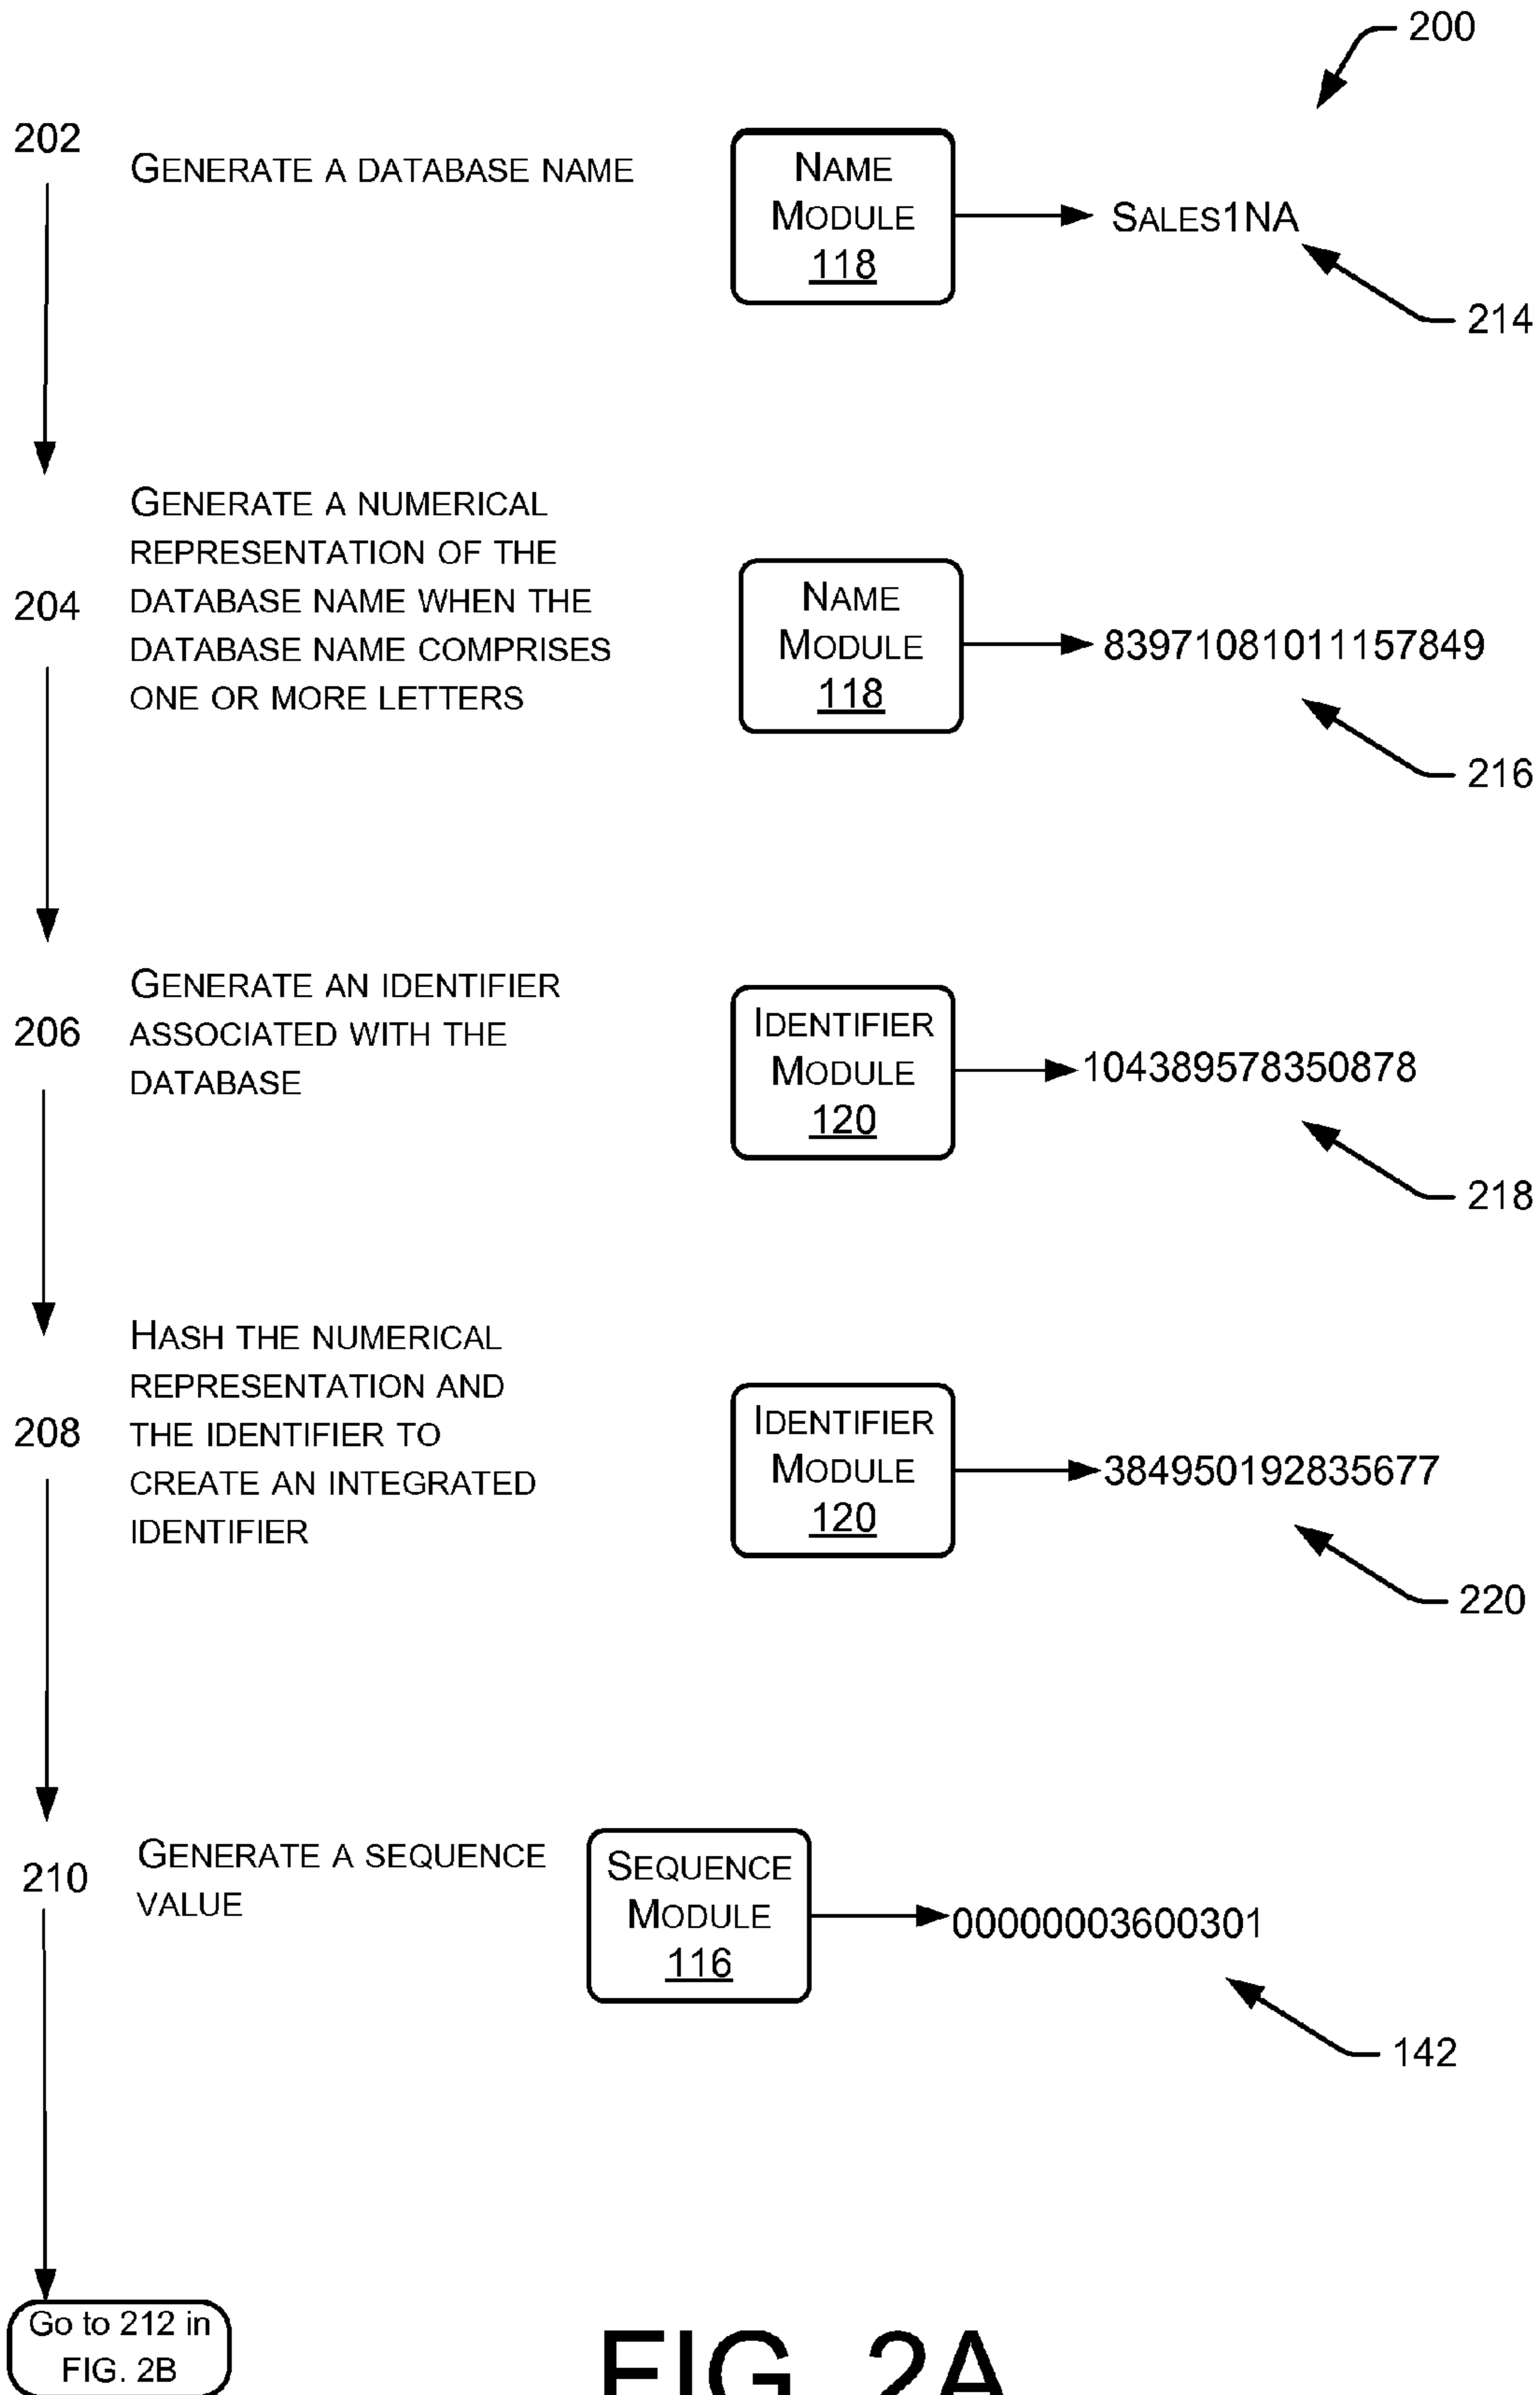 200
202
GENERATE A DATABASE NAME
NAME
MODULE
118
SALES1NA
214
GENERATE A NUMERICAL
REPRESENTATION OF THE
204
DATABASE NAME WHEN THE
DATABASE NAME COMPRISES
ONE OR MORE LETTERS
NAME
MODULE
118
83971081011157849
216
GENERATE AN IDENTIFIER
206
ASSOCIATED WITH THE
DATABASE
IDENTIFIER
MODULE
120
104389578350878
218
HASH THE NUMERICAL
REPRESENTATION AND
208
THE IDENTIFIER TO
CREATE AN INTEGRATED
IDENTIFIER
IDENTIFIER
MODULE
120
384950192835677
220
210
GENERATE A SEQUENCE
VALUE
SEQUENCE
MODULE
116
00000003600301
142
Go to 212 in
FIG. 2B
FIG. 2A